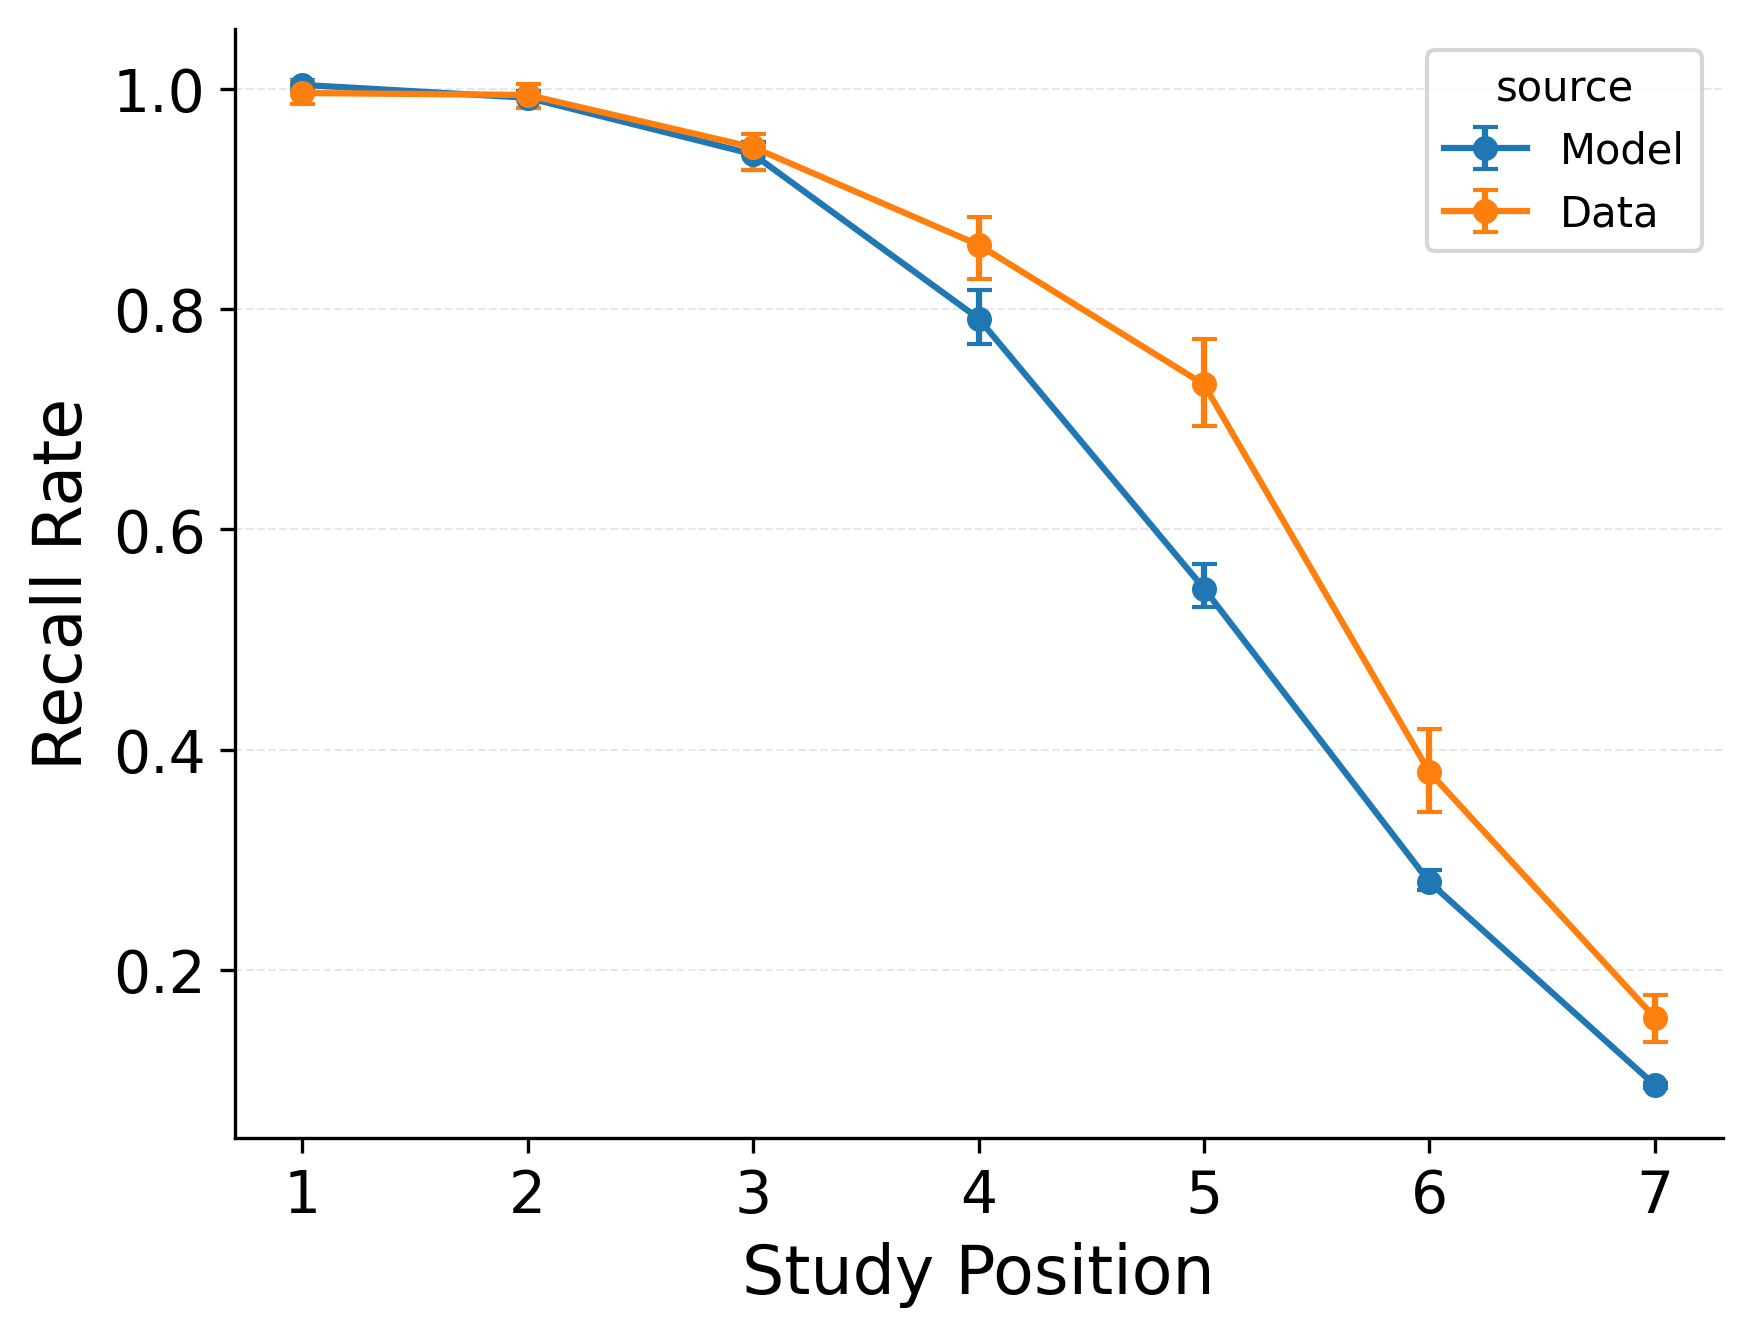 source
Model
Data
1.0
0.8
0.6
0.4
0.2
Recall Rate
1 2 3 4 5 6 7
Study Position